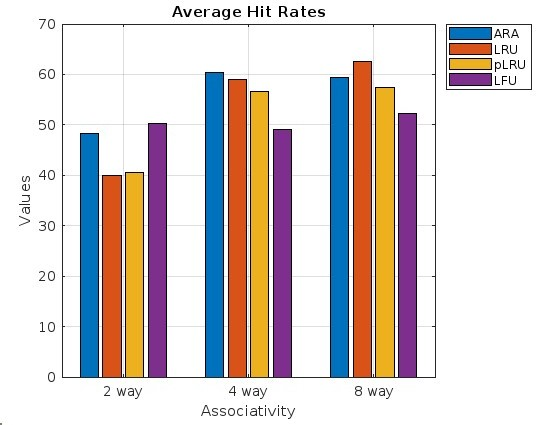 Average Hit Rates
70
60
50
40
30
20
10
0
Values
2 way
4 way
8 way
Associativity
ARA
LRU
pLRU
LFU